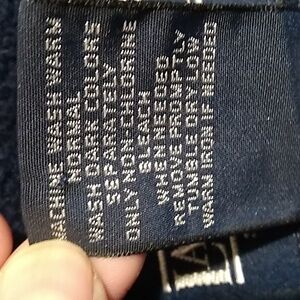 MACHINE WASH WARM
NORMAL
WASH DARK COLORS
SEPARATELY
ONLY NON-CHLORINE
BLEACH
WHEN NEEDED
REMOVE PROMPTLY
TUMBLE DRY LOW
WARM IRON IF NEEDED